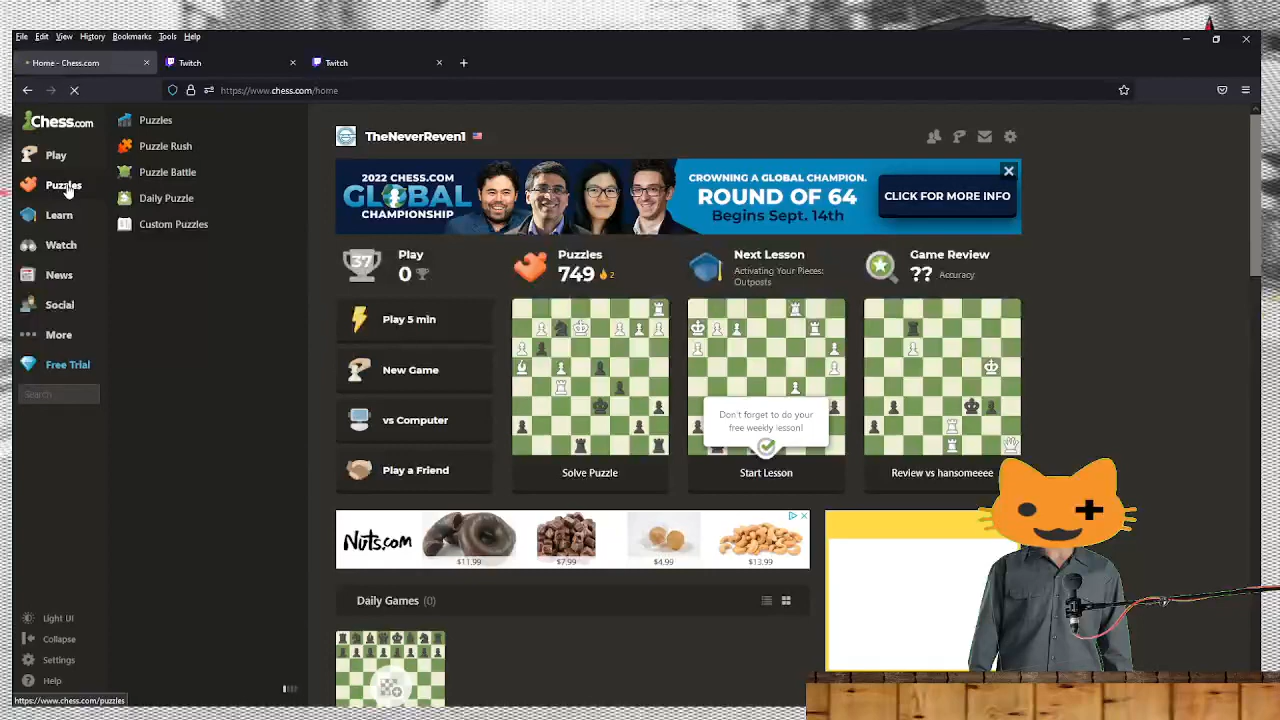 File Edit View History Bookmarks Tools Help
Home - Chess.com
Twitch
Twitch
https://www.chess.com/home
Chess.com
Play
Puzzles
Learn
Watch
News
Social
More
Free Trial
Search
Light UI
Collapse
Settings
Help
https://www.chess.com/puzzles
Puzzles
Puzzle Rush
Puzzle Battle
Daily Puzzle
Custom Puzzles
TheNeverReven1
2022 CHESS.COM
GLOBAL
CHAMPIONSHIP
CROWNING A GLOBAL CHAMPION.
ROUND OF 64
Begins Sept. 14th
CLICK FOR MORE INFO
37
Play
0
Puzzles
749 2
Next Lesson
Activating Your Pieces:
Outposts
Game Review
?? Accuracy
Play 5 min
New Game
vs Computer
Play a Friend
Solve Puzzle
Don't forget to do your
free weekly lesson!
Start Lesson
Review vs hansomeeee
Nuts.com
$11.99
$7.99
$4.99
$13.99
Daily Games (0)